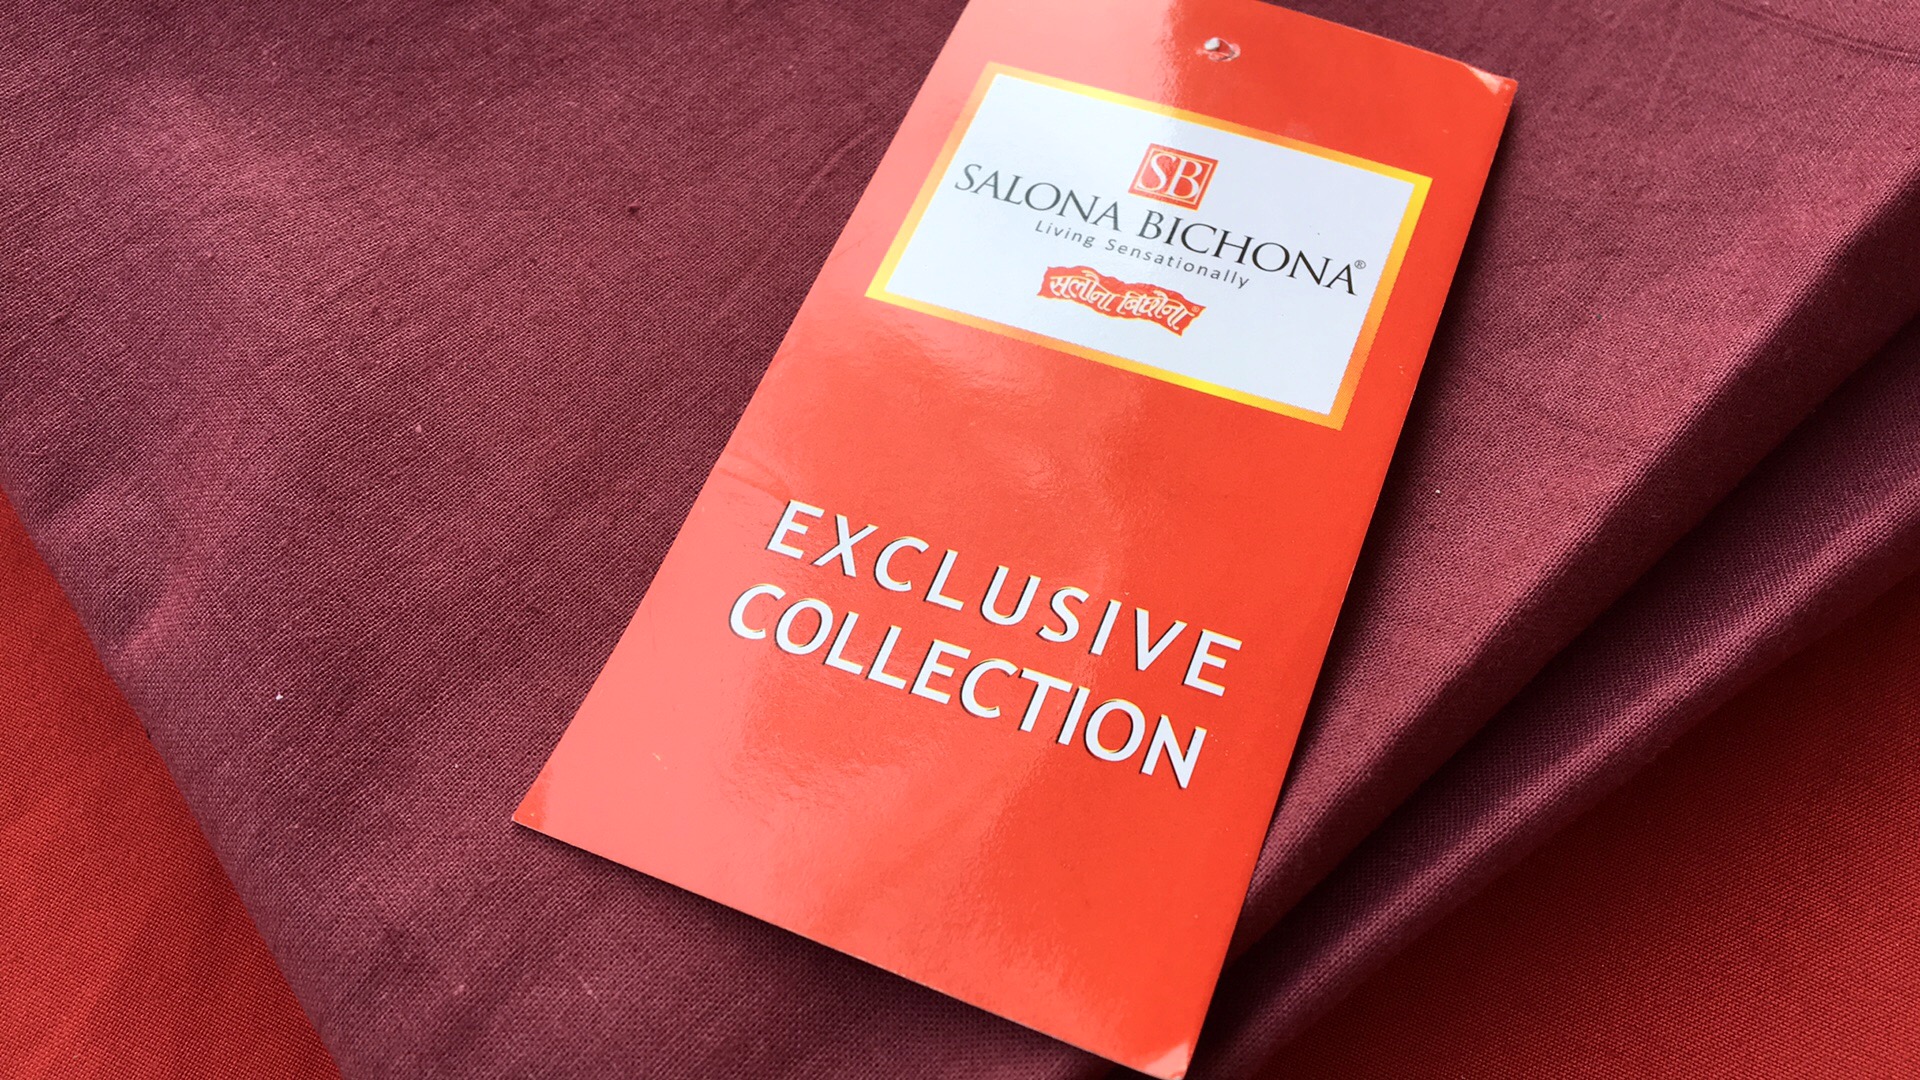 SB
SALONA BICHONA®
Living Sensationally
सलोना बिछोना®
EXCLUSIVE
COLLECTION